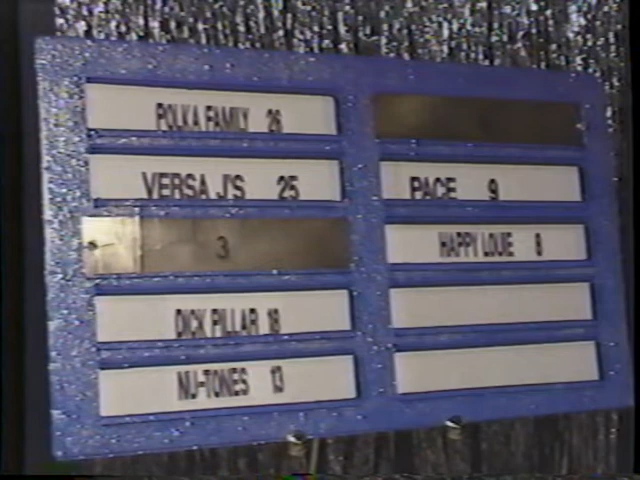 POLKA FAMILY 26
VERSA J'S 25
3
DICK PILLAR 18
NU-TONES 13
PACE 9
HAPPY LOUIE 8